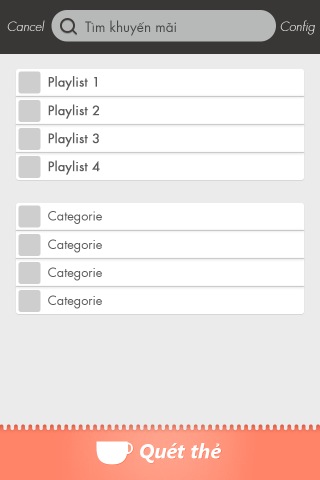 Cancel Tìm khuyến mãi Config
Playlist 1
Playlist 2
Playlist 3
Playlist 4
Categorie
Categorie
Categorie
Categorie
Quét thẻ